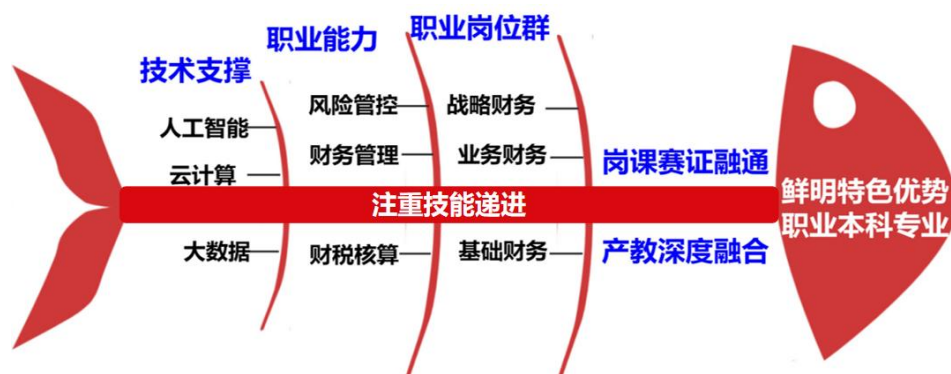 技术支撑
职业能力
职业岗位群
人工智能
云计算
大数据
风险管控
财务管理
财税核算
战略财务
业务财务
基础财务
岗课赛证融通
注重技能递进
产教深度融合
鲜明特色优势
职业本科专业